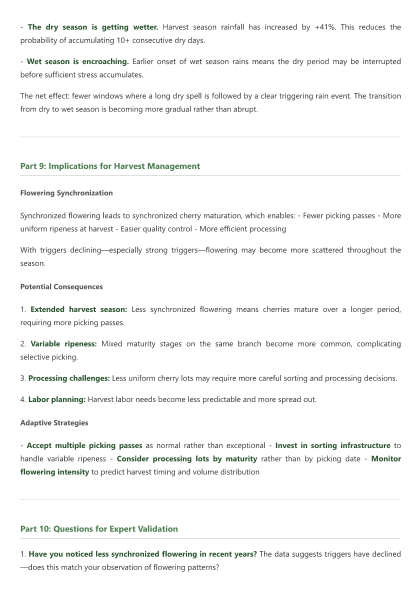 - The dry season is getting wetter. Harvest season rainfall has increased by +41%. This reduces the
probability of accumulating 10+ consecutive dry days.
- Wet season is encroaching. Earlier onset of wet season rains means the dry period may be interrupted
before sufficient stress accumulates.
The net effect: fewer windows where a long dry spell is followed by a clear triggering rain event. The transition
from dry to wet season is becoming more gradual rather than abrupt.
Part 9: Implications for Harvest Management
Flowering Synchronization
Synchronized flowering leads to synchronized cherry maturation, which enables: - Fewer picking passes - More
uniform ripeness at harvest - Easier quality control - More efficient processing
With triggers declining—especially strong triggers—flowering may become more scattered throughout the
season.
Potential Consequences
1. Extended harvest season: Less synchronized flowering means cherries mature over a longer period,
requiring more picking passes.
2. Variable ripeness: Mixed maturity stages on the same branch become more common, complicating
selective picking.
3. Processing challenges: Less uniform cherry lots may require more careful sorting and processing decisions.
4. Labor planning: Harvest labor needs become less predictable and more spread out.
Adaptive Strategies
- Accept multiple picking passes as normal rather than exceptional - Invest in sorting infrastructure to
handle variable ripeness - Consider processing lots by maturity rather than by picking date - Monitor
flowering intensity to predict harvest timing and volume distribution
Part 10: Questions for Expert Validation
1. Have you noticed less synchronized flowering in recent years? The data suggests triggers have declined
—does this match your observation of flowering patterns?